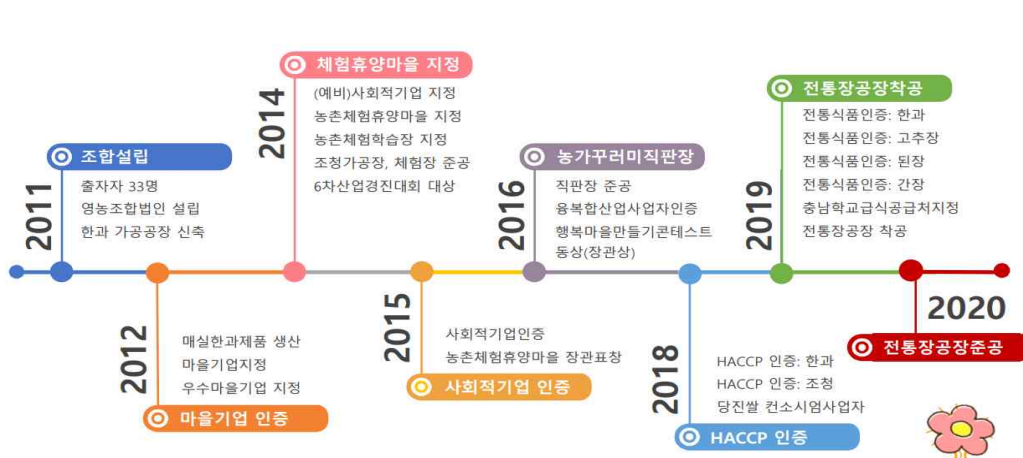 2011
조합설립
출자자 33명
영농조합법인 설립
한과 가공공장 신축
2012
매실한과제품 생산
마을기업지정
우수마을기업 지정
마을기업 인증
2014
체험휴양마을 지정
(예비)사회적기업 지정
농촌체험휴양마을 지정
농촌체험학습장 지정
조청가공장, 체험장 준공
6차산업경진대회 대상
2015
사회적기업인증
농촌체험휴양마을 장관표창
사회적기업 인증
2016
농가꾸러미직판장
직판장 준공
융복합산업사업자인증
행복마을만들기콘테스트
동상(장관상)
2018
HACCP 인증: 한과
HACCP 인증: 조청
당진쌀 컨소시엄사업자
HACCP 인증
2019
전통장공장착공
전통식품인증: 한과
전통식품인증: 고추장
전통식품인증: 된장
전통식품인증: 간장
충남학교급식공급처지정
전통장공장 착공
2020
전통장공장준공